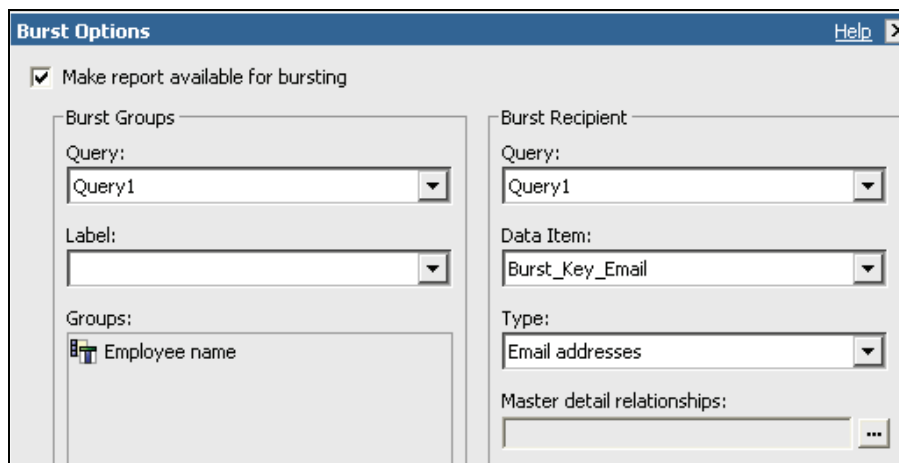 Burst Options
Help
Make report available for bursting
Burst Groups
Query:
Query1
Label:
Groups:
Employee name
Burst Recipient
Query:
Query1
Data Item:
Burst_Key_Email
Type:
Email addresses
Master detail relationships:
...